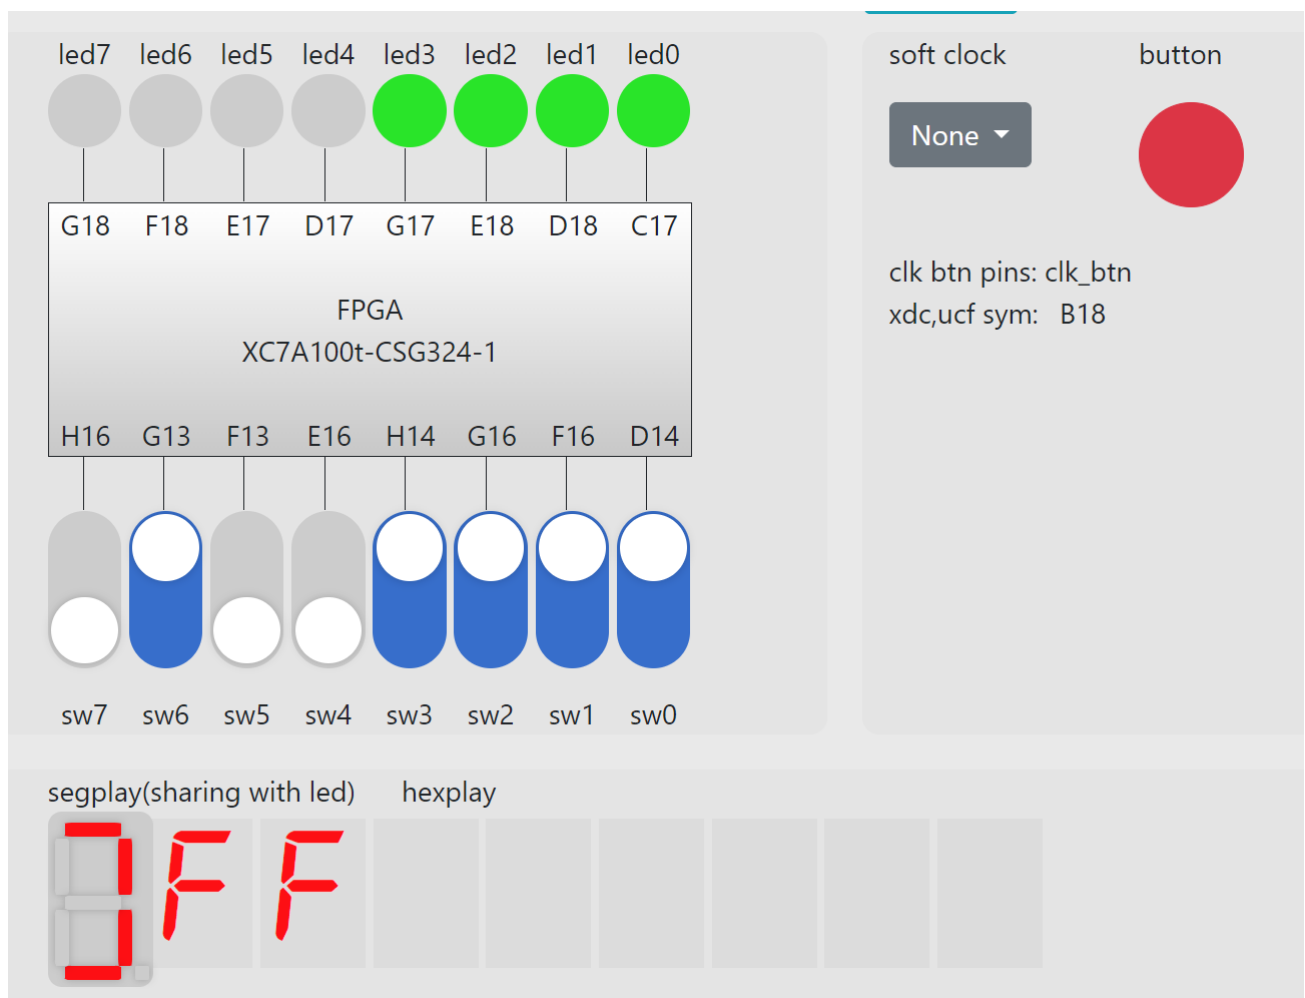 led7 led6 led5 led4 led3 led2 led1 led0
G18 F18 E17 D17 G17 E18 D18 C17
FPGA
XC7A100t-CSG324-1
H16 G13 F13 E16 H14 G16 F16 D14
sw7 sw6 sw5 sw4 sw3 sw2 sw1 sw0
soft clock button
None
clk btn pins: clk_btn
xdc,ucf sym: B18
segplay(sharing with led) hexplay
FF